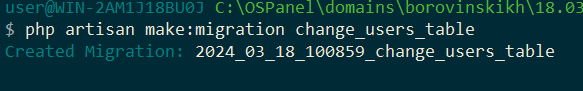 user@WIN-2AM1J18BU0J C:\OSPanel\domains\borovinskikh\18.03
$ php artisan make:migration change_users_table
Created Migration: 2024_03_18_100859_change_users_table